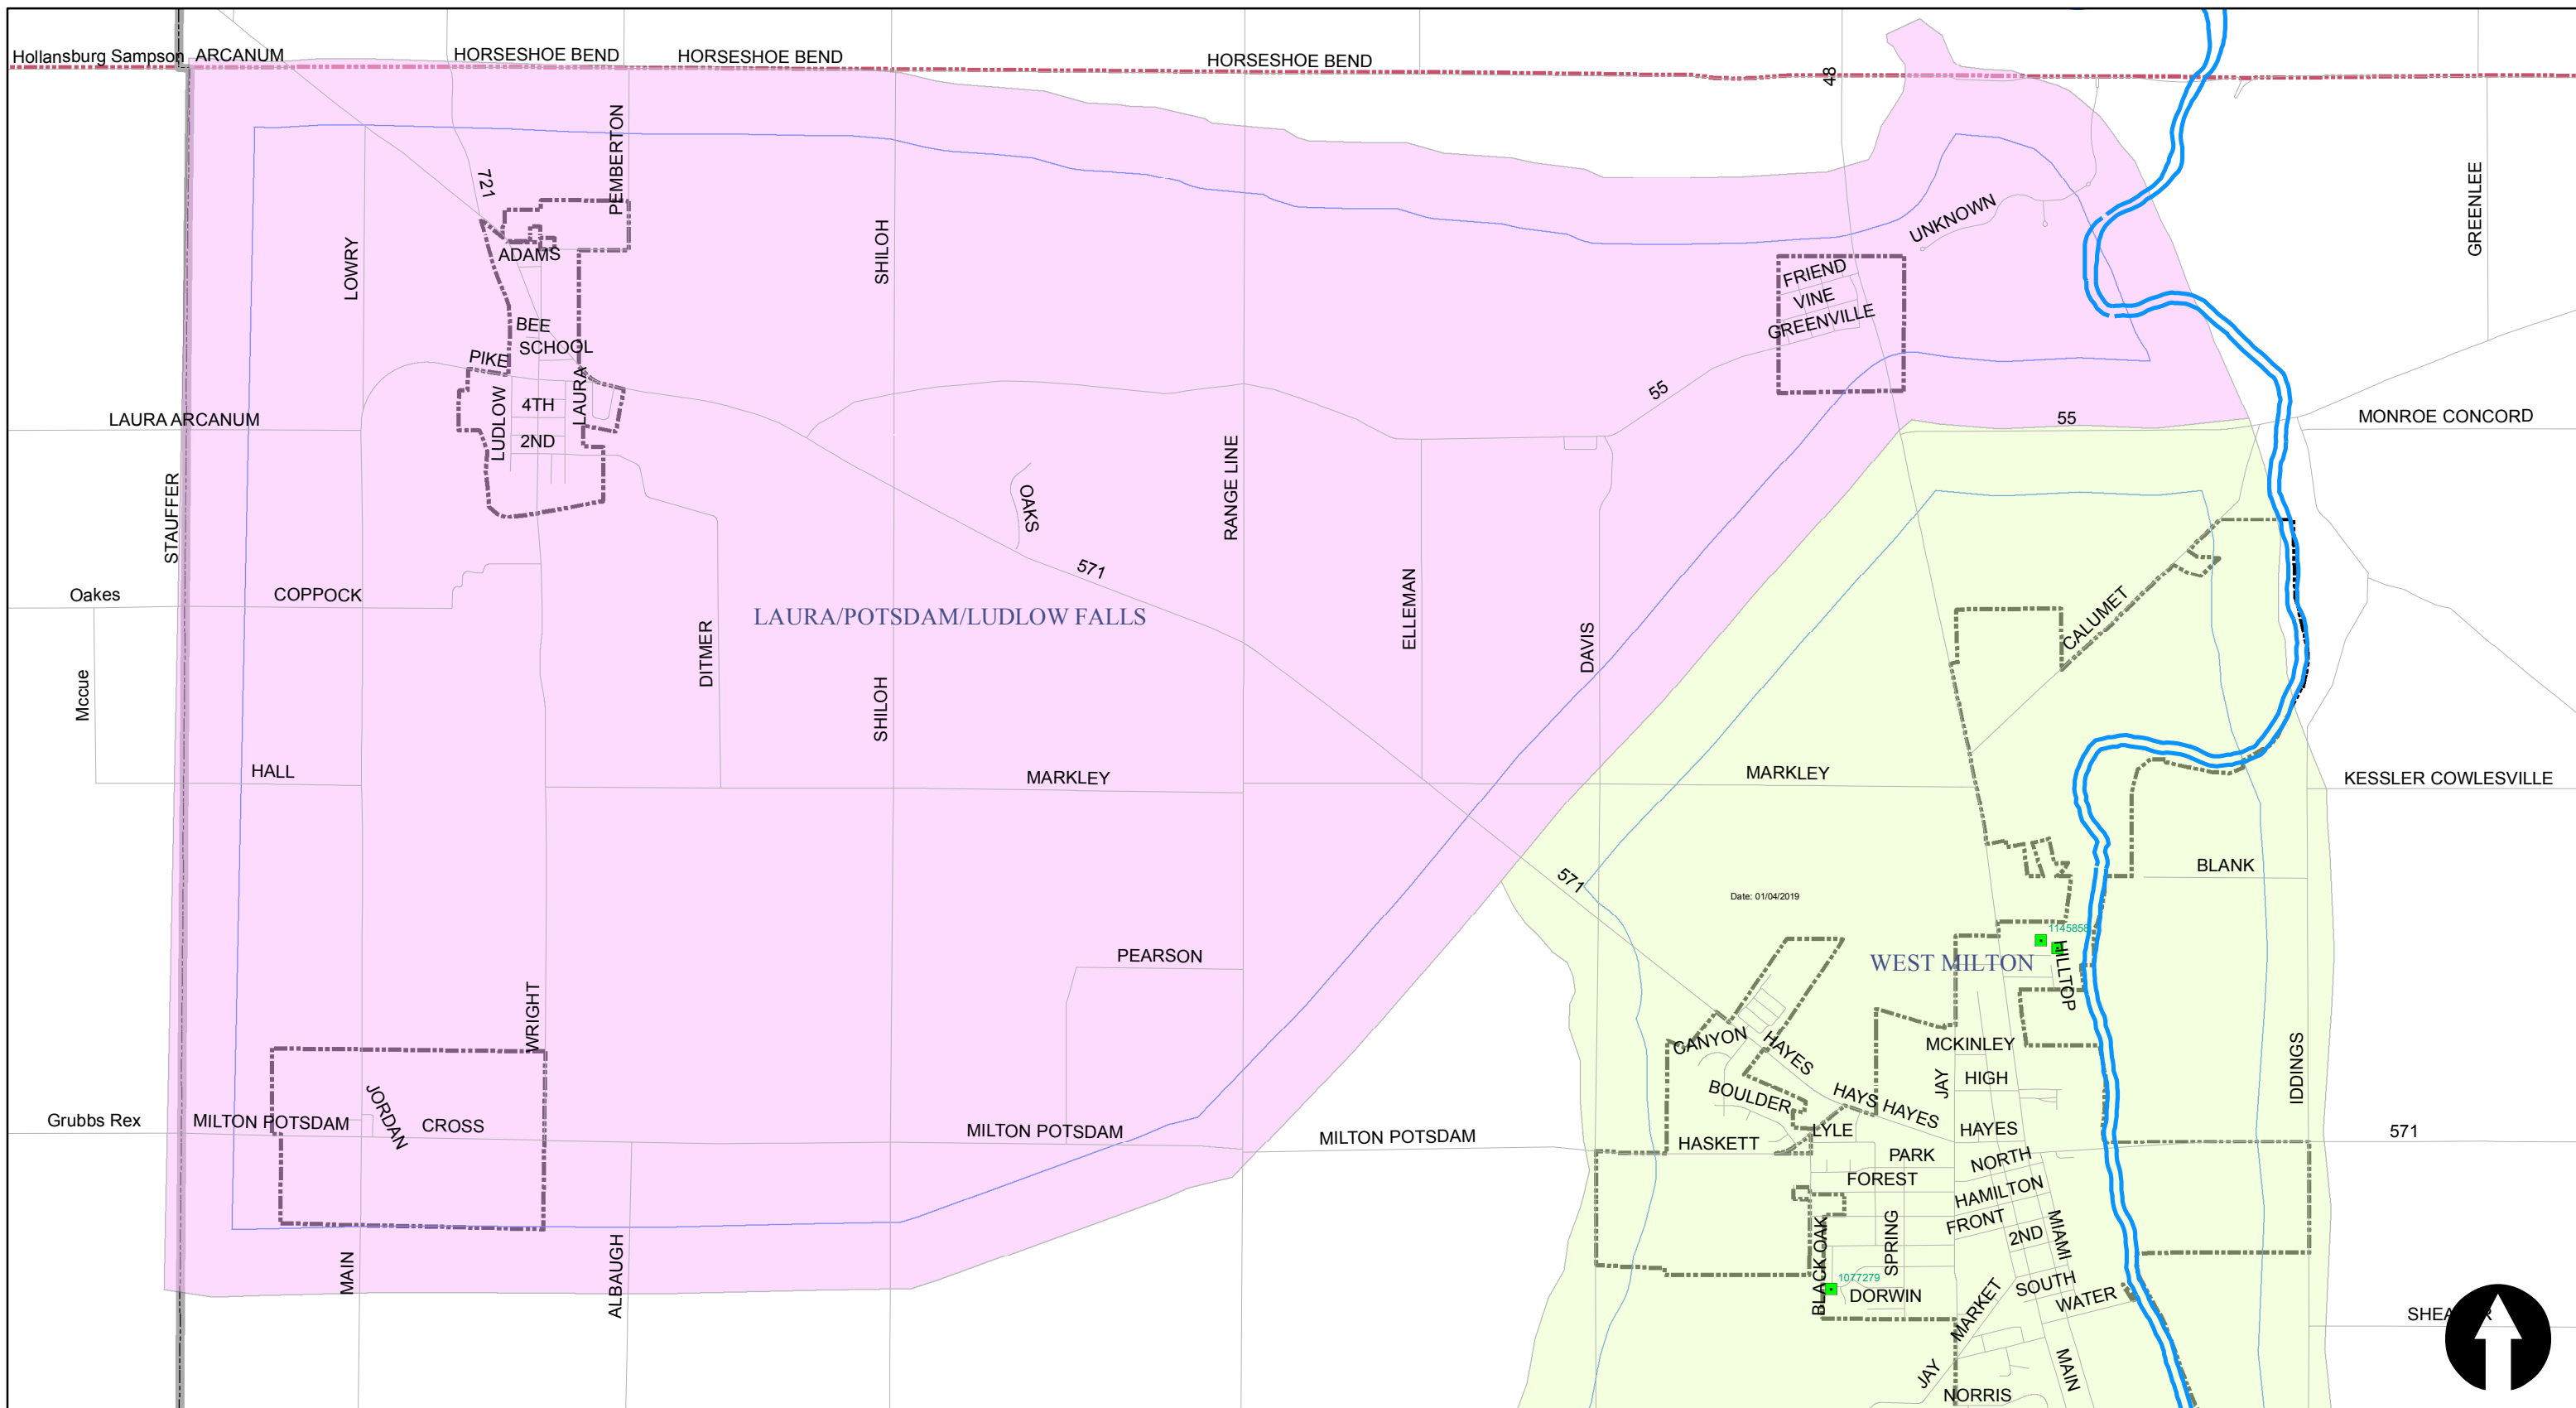 Hollansburg Sampson
ARCANUM
HORSESHOE BEND
HORSESHOE BEND
HORSESHOE BEND
48
721
PEMBERTON
LOWRY
ADAMS
SHILOH
UNKNOWN
GREENLEE
FRIEND
VINE
GREENVILLE
BEE
SCHOOL
PIKE
LAURA
LUDLOW
4TH
2ND
LAURA ARCANUM
55
55
MONROE CONCORD
STAUFFER
OAKS
RANGE LINE
571
Oakes
COPPOCK
LAURA/POTSDAM/LUDLOW FALLS
DITMER
ELLEMAN
DAVIS
CALUMET
Mccue
SHILOH
HALL
MARKLEY
MARKLEY
KESSLER COWLESVILLE
571
BLANK
Date: 01/04/2019
1145858
WEST MILTON
HILLTOP
PEARSON
WRIGHT
CANYON
HAYES
MCKINLEY
JAY
HIGH
IDDINGS
BOULDER
HAYS
HAYES
JORDAN
Grubbs Rex
MILTON POTSDAM
CROSS
MILTON POTSDAM
MILTON POTSDAM
HASKETT
LYLE
HAYES
571
PARK
NORTH
FOREST
HAMILTON
FRONT
2ND
MIAMI
SPRING
BLACK OAK
1077279
DORWIN
SOUTH
WATER
MARKET
MAIN
ALBAUGH
JAY
MAIN
NORRIS